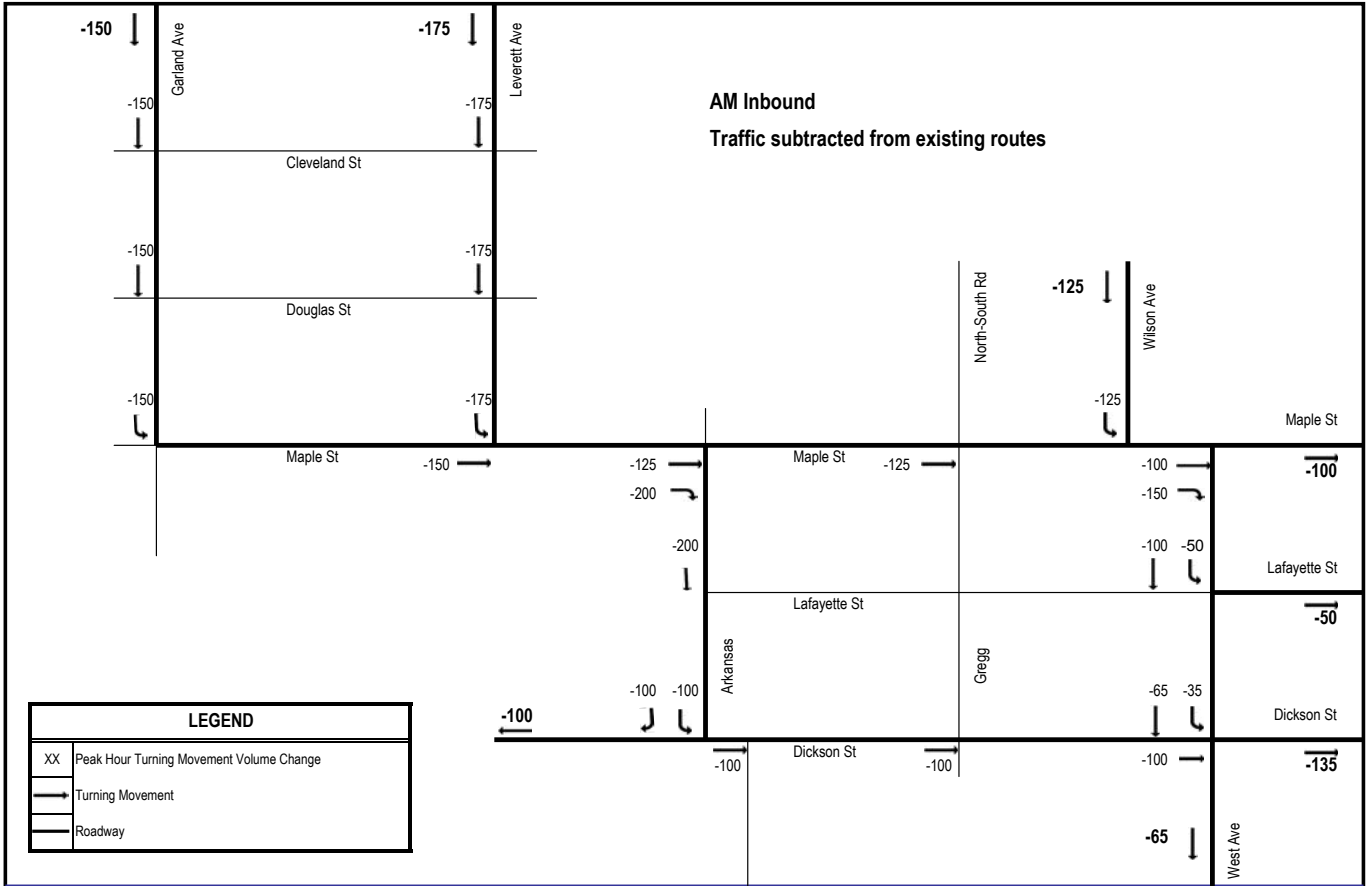 -150
Garland Ave
-175
Leverett Ave
AM Inbound
Traffic subtracted from existing routes
-150
-175
Cleveland St
-150
-175
Douglas St
North-South Rd
-125
Wilson Ave
-150
-175
-125
Maple St
Maple St
-150
-125
Maple St
-125
-100
-100
-200
-150
-200
-100 -50
Lafayette St
Lafayette St
-50
Arkansas
Gregg
-100 -100
-65 -35
-100
Dickson St
Dickson St
-100
-100
-100
-135
-65
West Ave
LEGEND
XX Peak Hour Turning Movement Volume Change
Turning Movement
Roadway